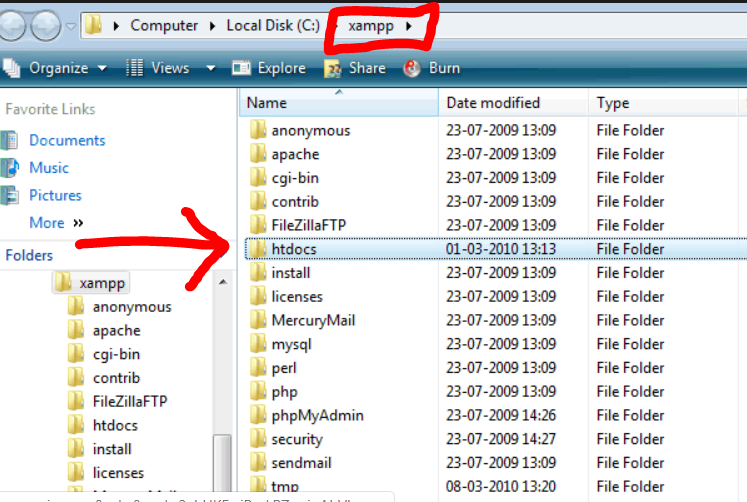 Computer Local Disk (C:) xampp
Organize Views Explore Share Burn
Favorite Links
Documents
Music
Pictures
More »
Folders
xampp
anonymous
apache
cgi-bin
contrib
FileZillaFTP
htdocs
install
licenses
Name Date modified Type
anonymous 23-07-2009 13:09 File Folder
apache 23-07-2009 13:09 File Folder
cgi-bin 23-07-2009 13:09 File Folder
contrib 23-07-2009 13:09 File Folder
FileZillaFTP 23-07-2009 13:09 File Folder
htdocs 01-03-2010 13:13 File Folder
install 23-07-2009 13:09 File Folder
licenses 23-07-2009 13:09 File Folder
MercuryMail 23-07-2009 13:09 File Folder
mysql 23-07-2009 13:09 File Folder
perl 23-07-2009 13:09 File Folder
php 23-07-2009 13:09 File Folder
phpMyAdmin 23-07-2009 14:26 File Folder
security 23-07-2009 14:27 File Folder
sendmail 23-07-2009 13:09 File Folder
tmp 08-03-2010 13:20 File Folder